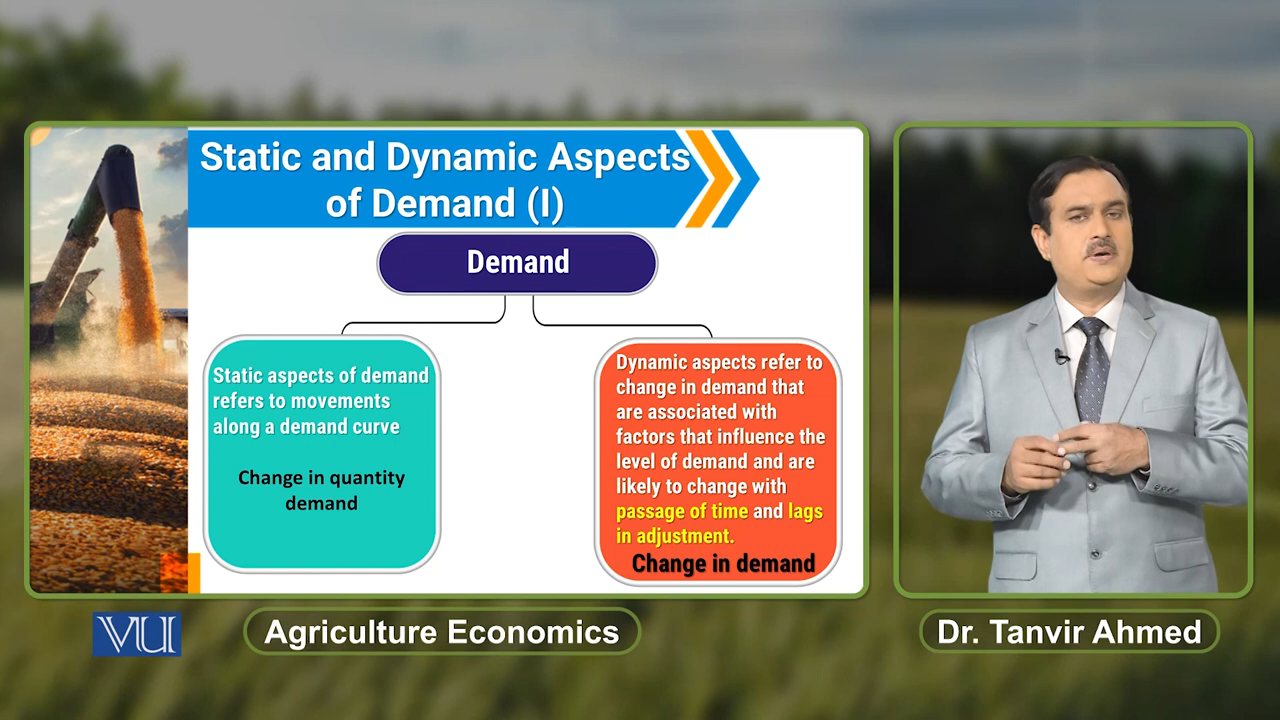 Static and Dynamic Aspects
of Demand (I)
Demand
Static aspects of demand
refers to movements
along a demand curve
Change in quantity
demand
Dynamic aspects refer to
change in demand that
are associated with
factors that influence the
level of demand and are
likely to change with
passage of time and lags
in adjustment.
Change in demand
VU
Agriculture Economics
Dr. Tanvir Ahmed